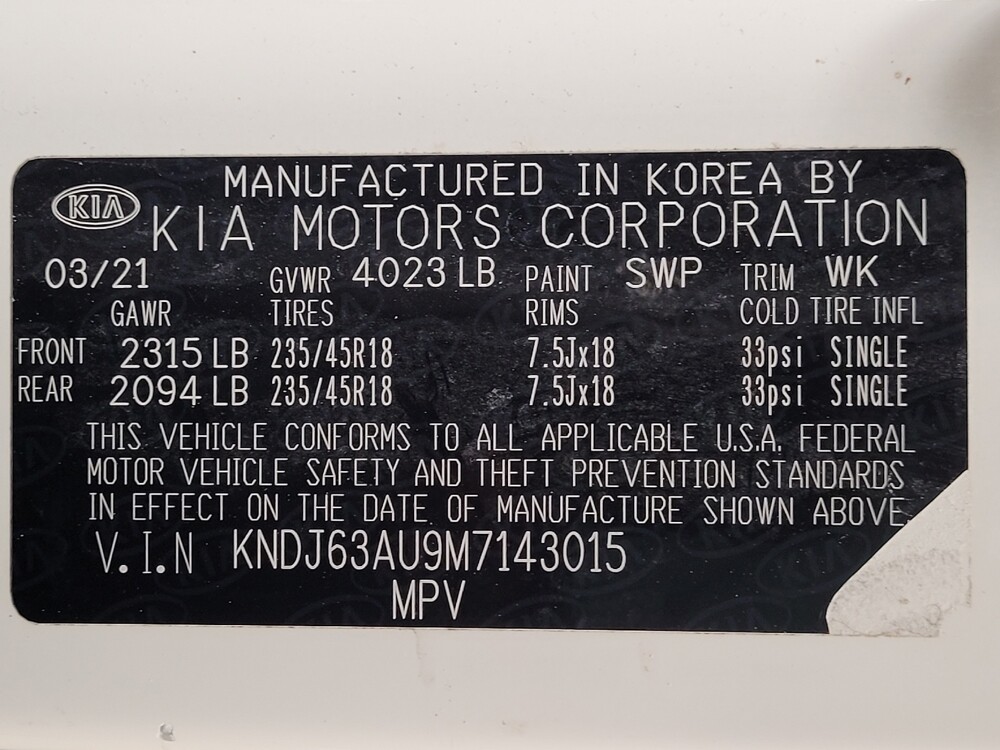 MANUFACTURED IN KOREA BY
KIA KIA MOTORS CORPORATION
03/21 GVWR 4023 LB PAINT SWP TRIM WK
GAWR TIRES RIMS COLD TIRE INFL
FRONT 2315 LB 235/45R18 7.5Jx18 33psi SINGLE
REAR 2094 LB 235/45R18 7.5Jx18 33psi SINGLE
THIS VEHICLE CONFORMS TO ALL APPLICABLE U.S.A. FEDERAL
MOTOR VEHICLE SAFETY AND THEFT PREVENTION STANDARDS
IN EFFECT ON THE DATE OF MANUFACTURE SHOWN ABOVE.
V.I.N KNDJ63AU9M7143015
MPV